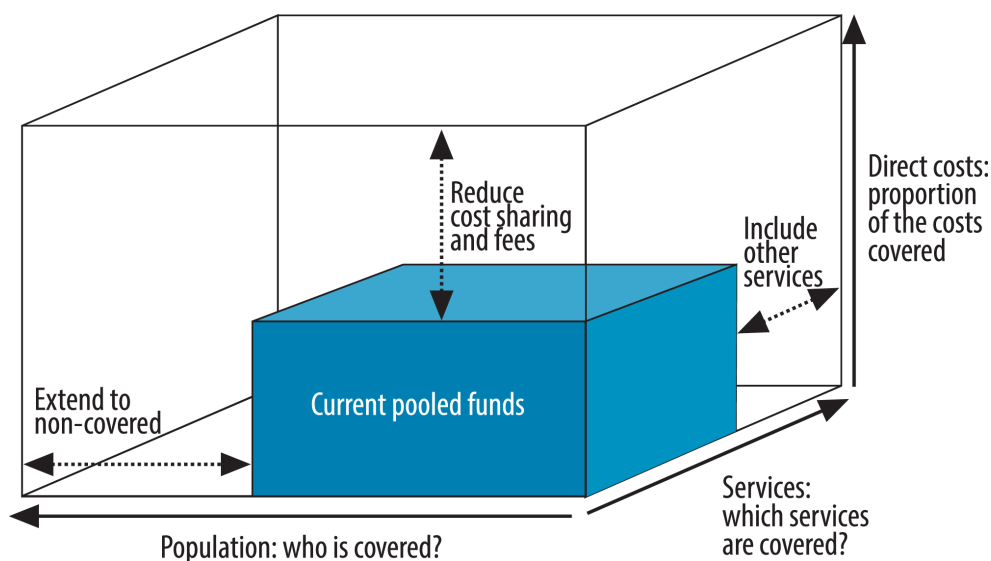 Reduce
cost sharing
and fees
Direct costs:
proportion
of the costs
covered
Include
other
services
Extend to
non-covered
Current pooled funds
Services:
which services
are covered?
Population: who is covered?